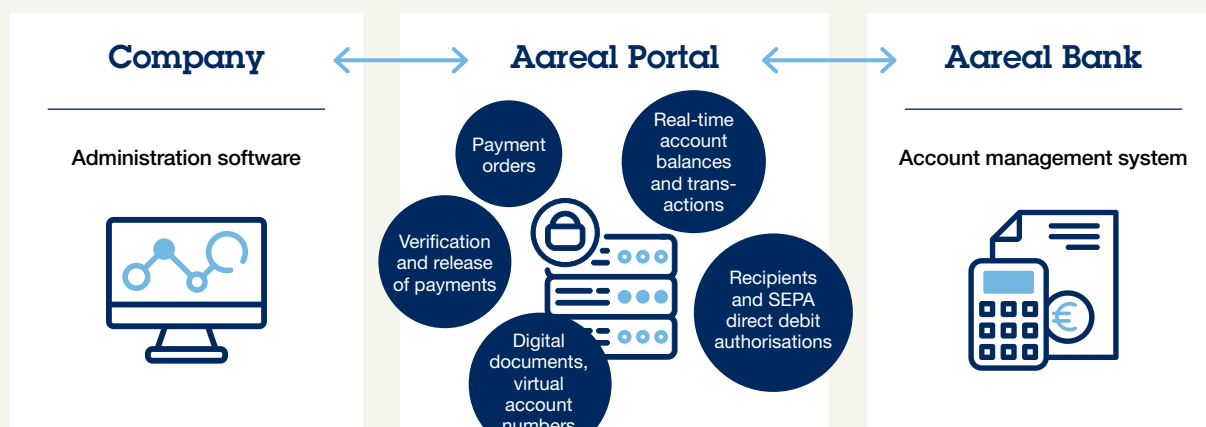 Company
Aareal Portal
Aareal Bank
Administration software
Payment
orders
Real-time
account
balances
and trans-
actions
Verification
and release
of payments
Recipients
and SEPA
direct debit
authorisations
Digital
documents,
virtual
account
numbers
Account management system
€